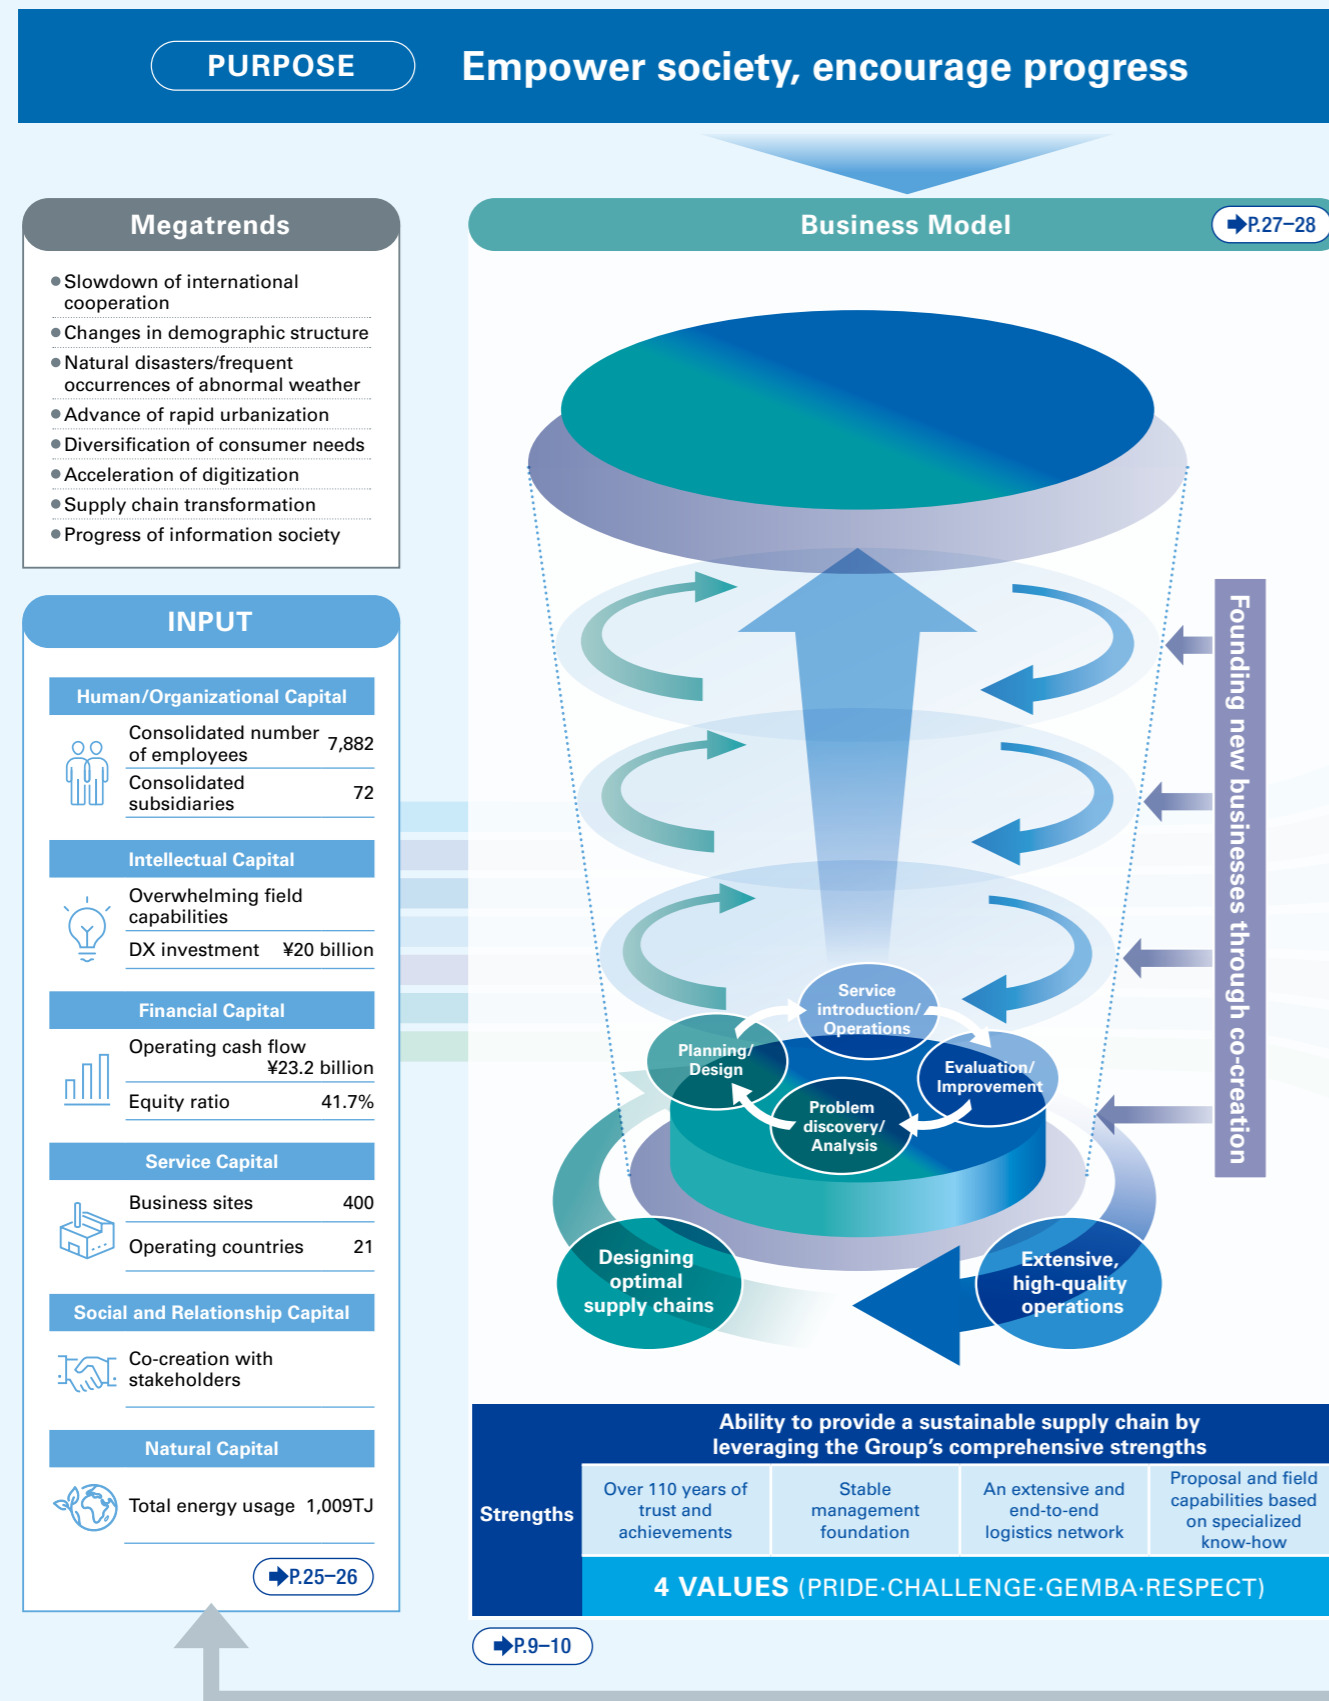 PURPOSE
Empower society, encourage progress
Megatrends
Slowdown of international
cooperation
Changes in demographic structure
Natural disasters/frequent
occurrences of abnormal weather
Advance of rapid urbanization
Diversification of consumer needs
Acceleration of digitization
Supply chain transformation
Progress of information society
INPUT
Human/Organizational Capital
Consolidated number
of employees 7,882
Consolidated
subsidiaries 72
Intellectual Capital
Overwhelming field
capabilities
DX investment ¥20 billion
Financial Capital
Operating cash flow
¥23.2 billion
Equity ratio 41.7%
Service Capital
Business sites 400
Operating countries 21
Social and Relationship Capital
Co-creation with
stakeholders
Natural Capital
Total energy usage 1,009TJ
P.25–26
Business Model
P.27–28
Founding new businesses through co-creation
Service
introduction/
Operations
Planning/
Design
Evaluation/
Improvement
Problem
discovery/
Analysis
Designing
optimal
supply chains
Extensive,
high-quality
operations
Ability to provide a sustainable supply chain by
leveraging the Group's comprehensive strengths
Strengths
Over 110 years of
trust and
achievements
Stable
management
foundation
An extensive and
end-to-end
logistics network
Proposal and field
capabilities based
on specialized
know-how
4 VALUES (PRIDE·CHALLENGE·GEMBA·RESPECT)
P.9–10